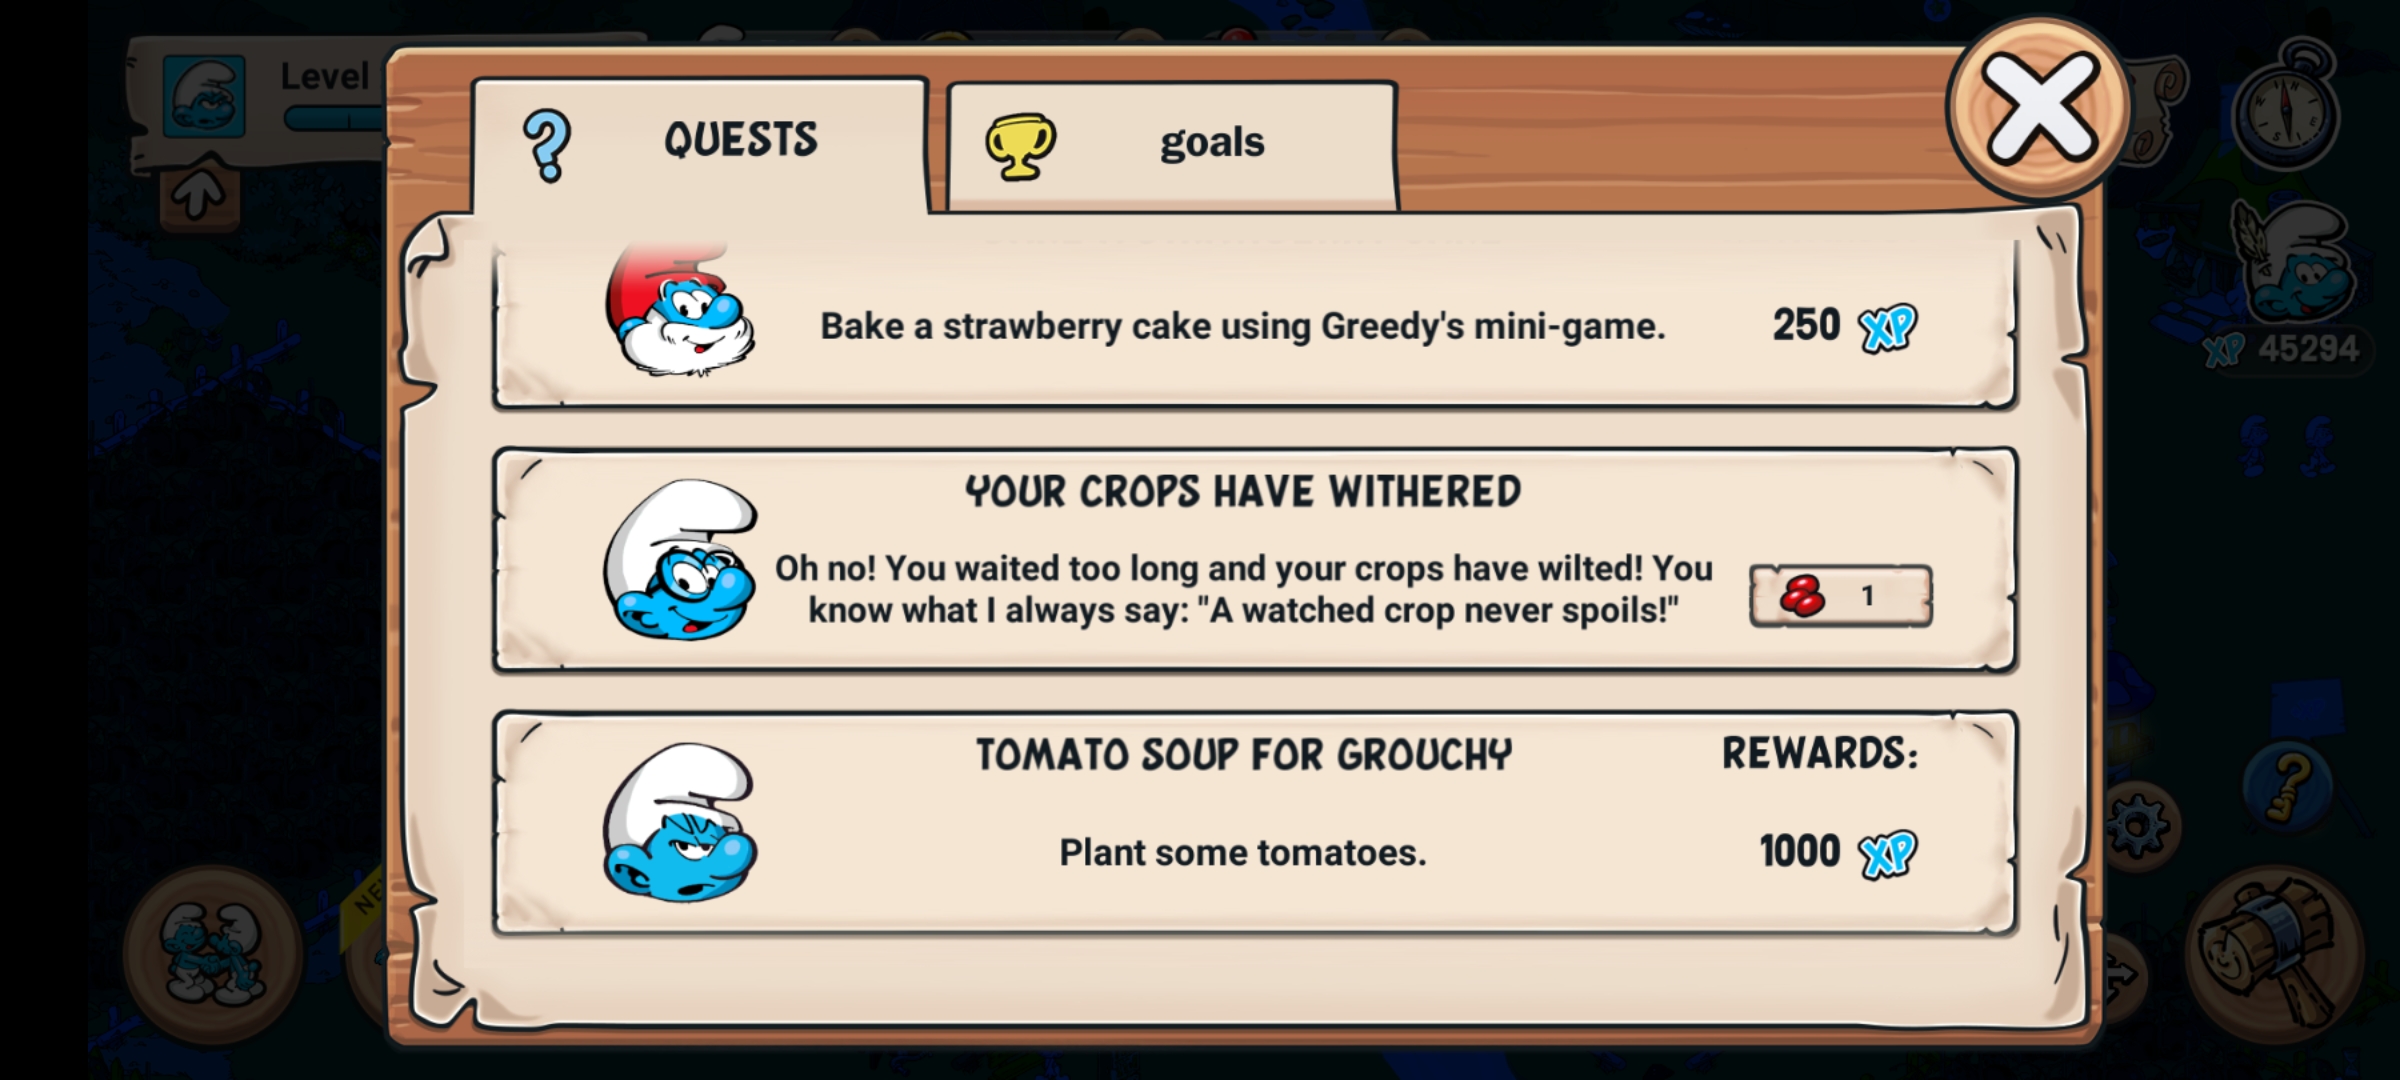 Level
QUESTS
goals
Bake a strawberry cake using Greedy's mini-game.
250 XP
XP 45294
YOUR CROPS HAVE WITHERED
Oh no! You waited too long and your crops have wilted! You
know what I always say: "A watched crop never spoils!"
1
TOMATO SOUP FOR GROUCHY
REWARDS:
Plant some tomatoes.
1000 XP